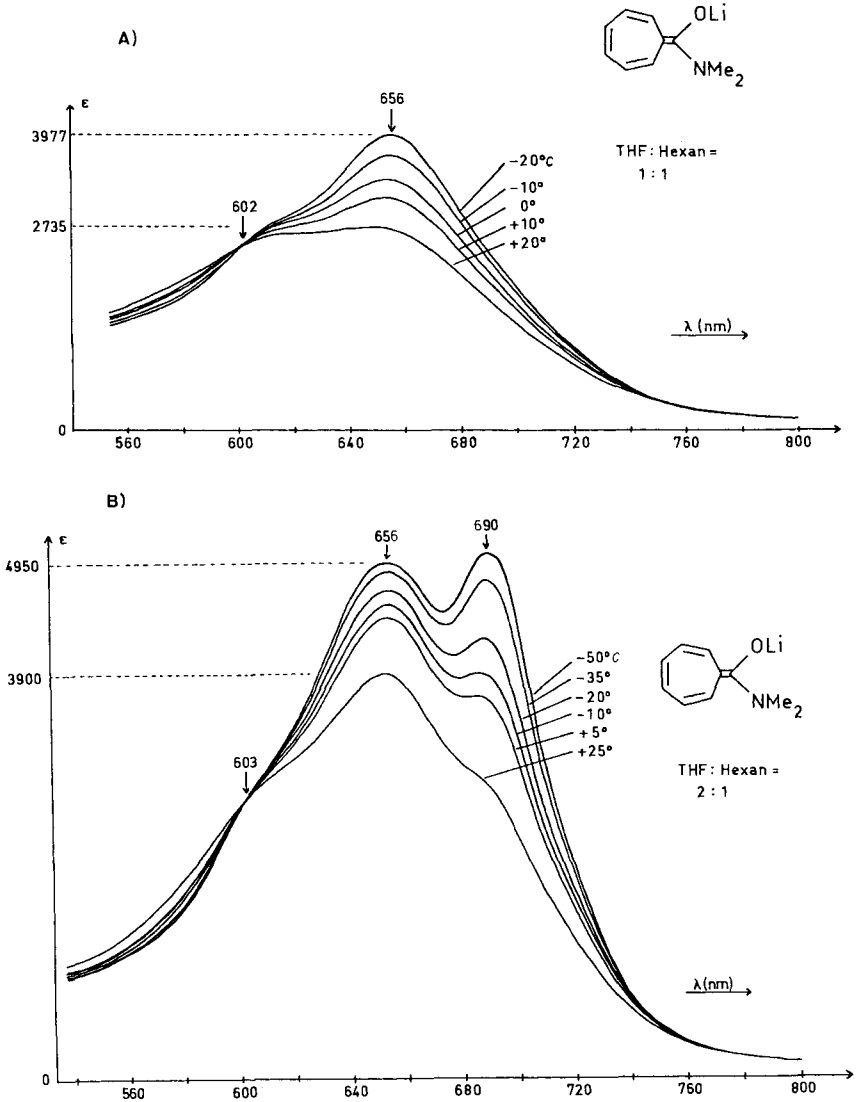 A)
OLi
NMe2
THF: Hexan =
1 : 1
ε
656
3977
602
2735
-20°C
-10°
0°
+10°
+20°
λ (nm)
0
560 600 640 680 720 760 800
B)
ε
656
690
4950
3900
603
-50°C
-35°
-20°
-10°
+5°
+25°
OLi
NMe2
THF: Hexan =
2 : 1
λ(nm)
0
560 600 640 680 720 760 800